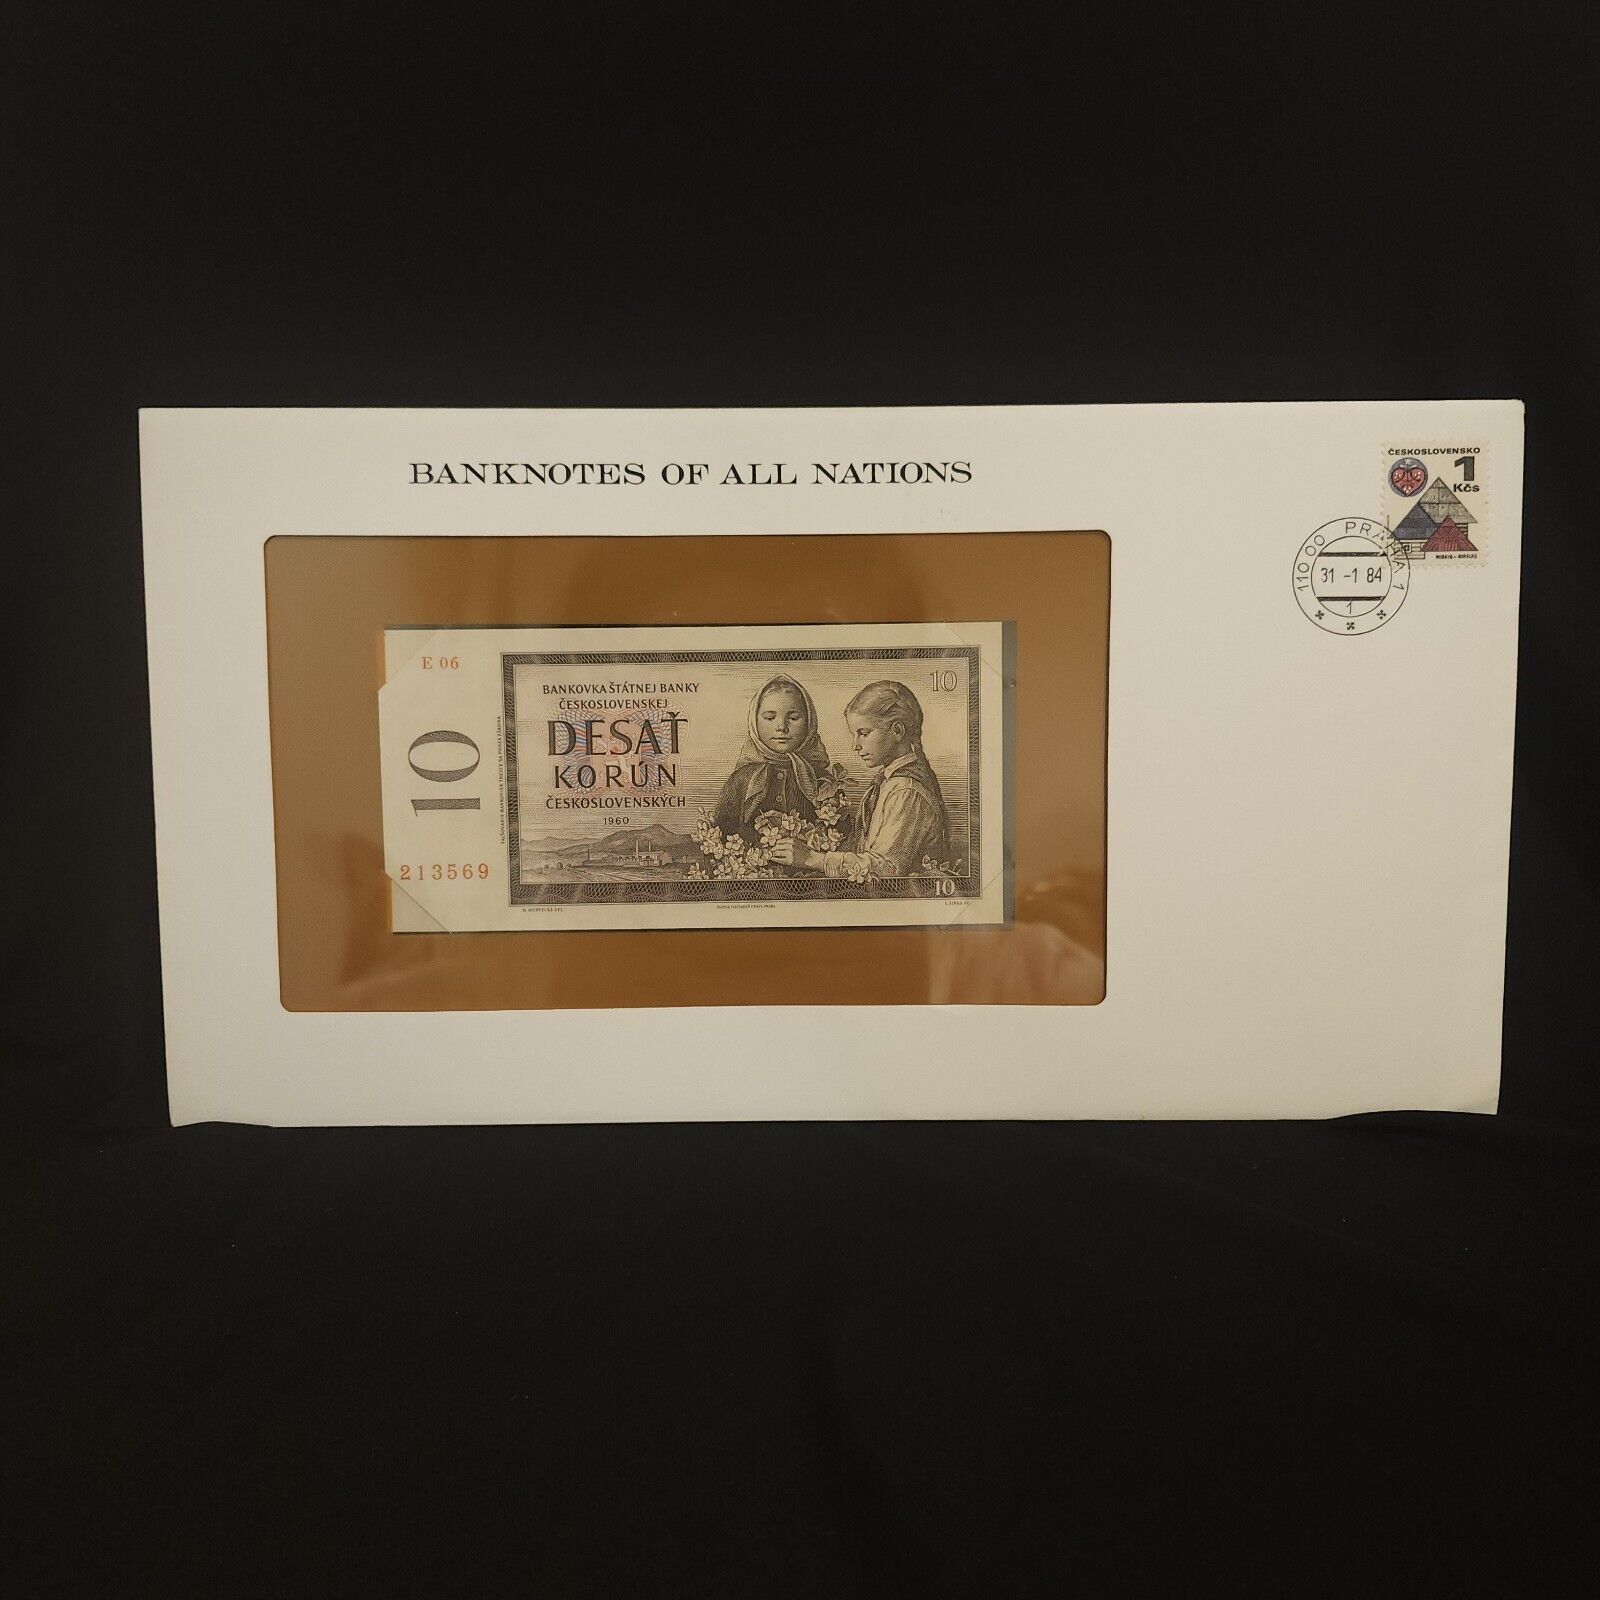 BANKNOTES OF ALL NATIONS
ČESKOSLOVENSKO
1
Kčs
110 00 PRAHA 1
31 -1 84
1
E 06
10
213569
BANKOVKA ŠTÁTNEJ BANKY
ČESKOSLOVENSKEJ
DESAŤ
KORÚN
ČESKOSLOVENSKÝCH
1960
10
10